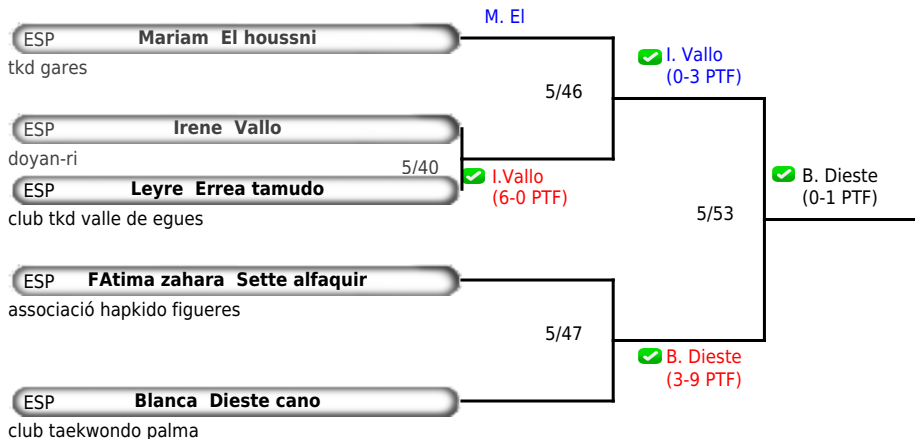 M. El
ESP Mariam El houssni
tkd gares
5/46
I. Vallo
(0-3 PTF)
ESP Irene Vallo
doyan-ri
5/40
I.Vallo
(6-0 PTF)
ESP Leyre Errea tamudo
club tkd valle de egues
5/53
B. Dieste
(0-1 PTF)
ESP FAtima zahara Sette alfaquir
associació hapkido figueres
5/47
B. Dieste
(3-9 PTF)
ESP Blanca Dieste cano
club taekwondo palma